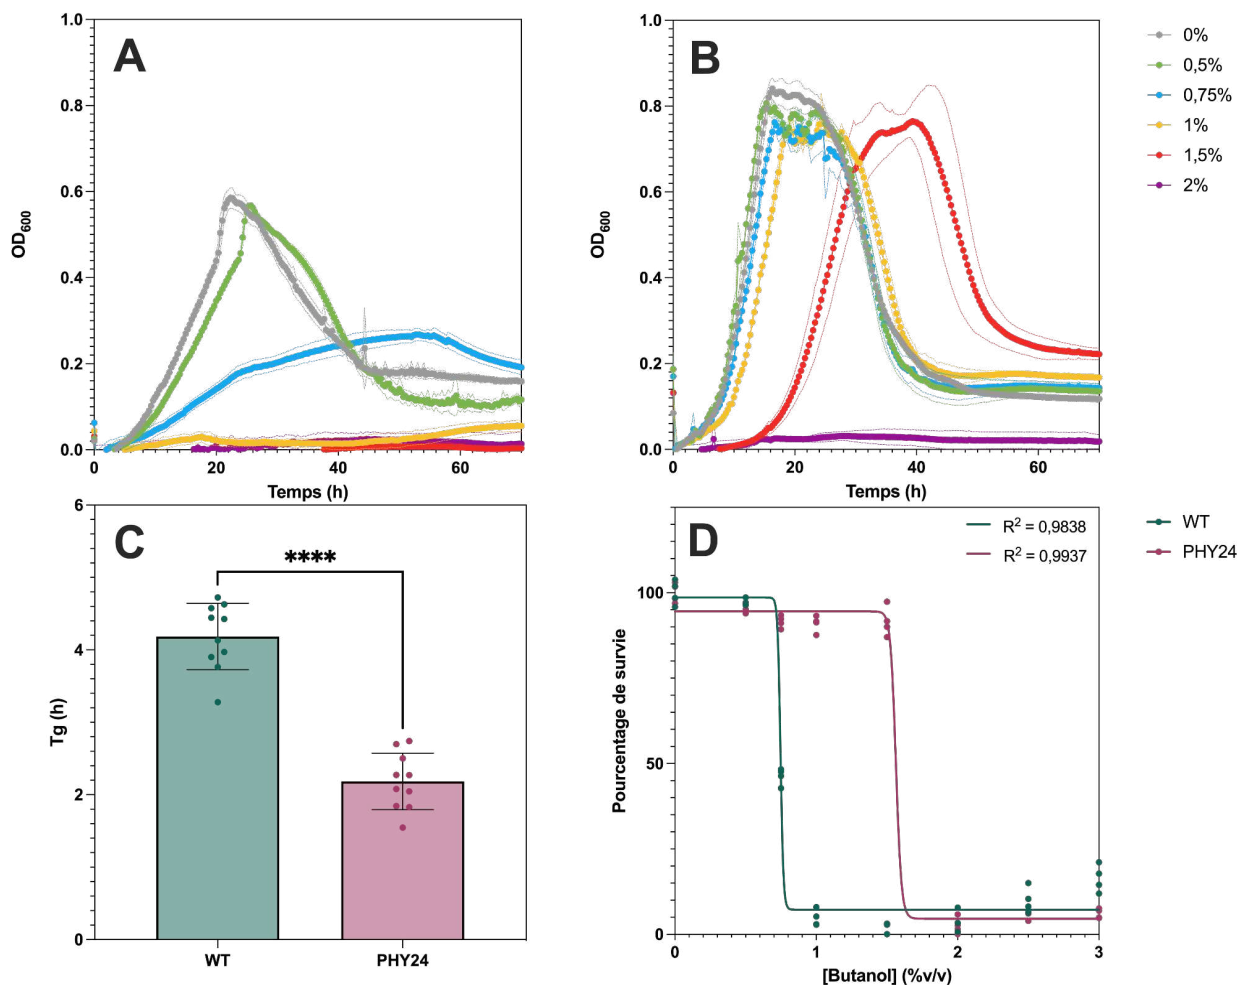 A
1.0
0.8
0.6
0.4
0.2
0.0
OD600
0
20
40
60
Temps (h)
B
1.0
0.8
0.6
0.4
0.2
0.0
OD600
0
20
40
60
Temps (h)
0%
0,5%
0,75%
1%
1,5%
2%
C
6
4
2
0
Tg (h)
****
WT
PHY24
D
R² = 0,9838
R² = 0,9937
100
50
0
Pourcentage de survie
0
1
2
3
[Butanol] (%v/v)
WT
PHY24